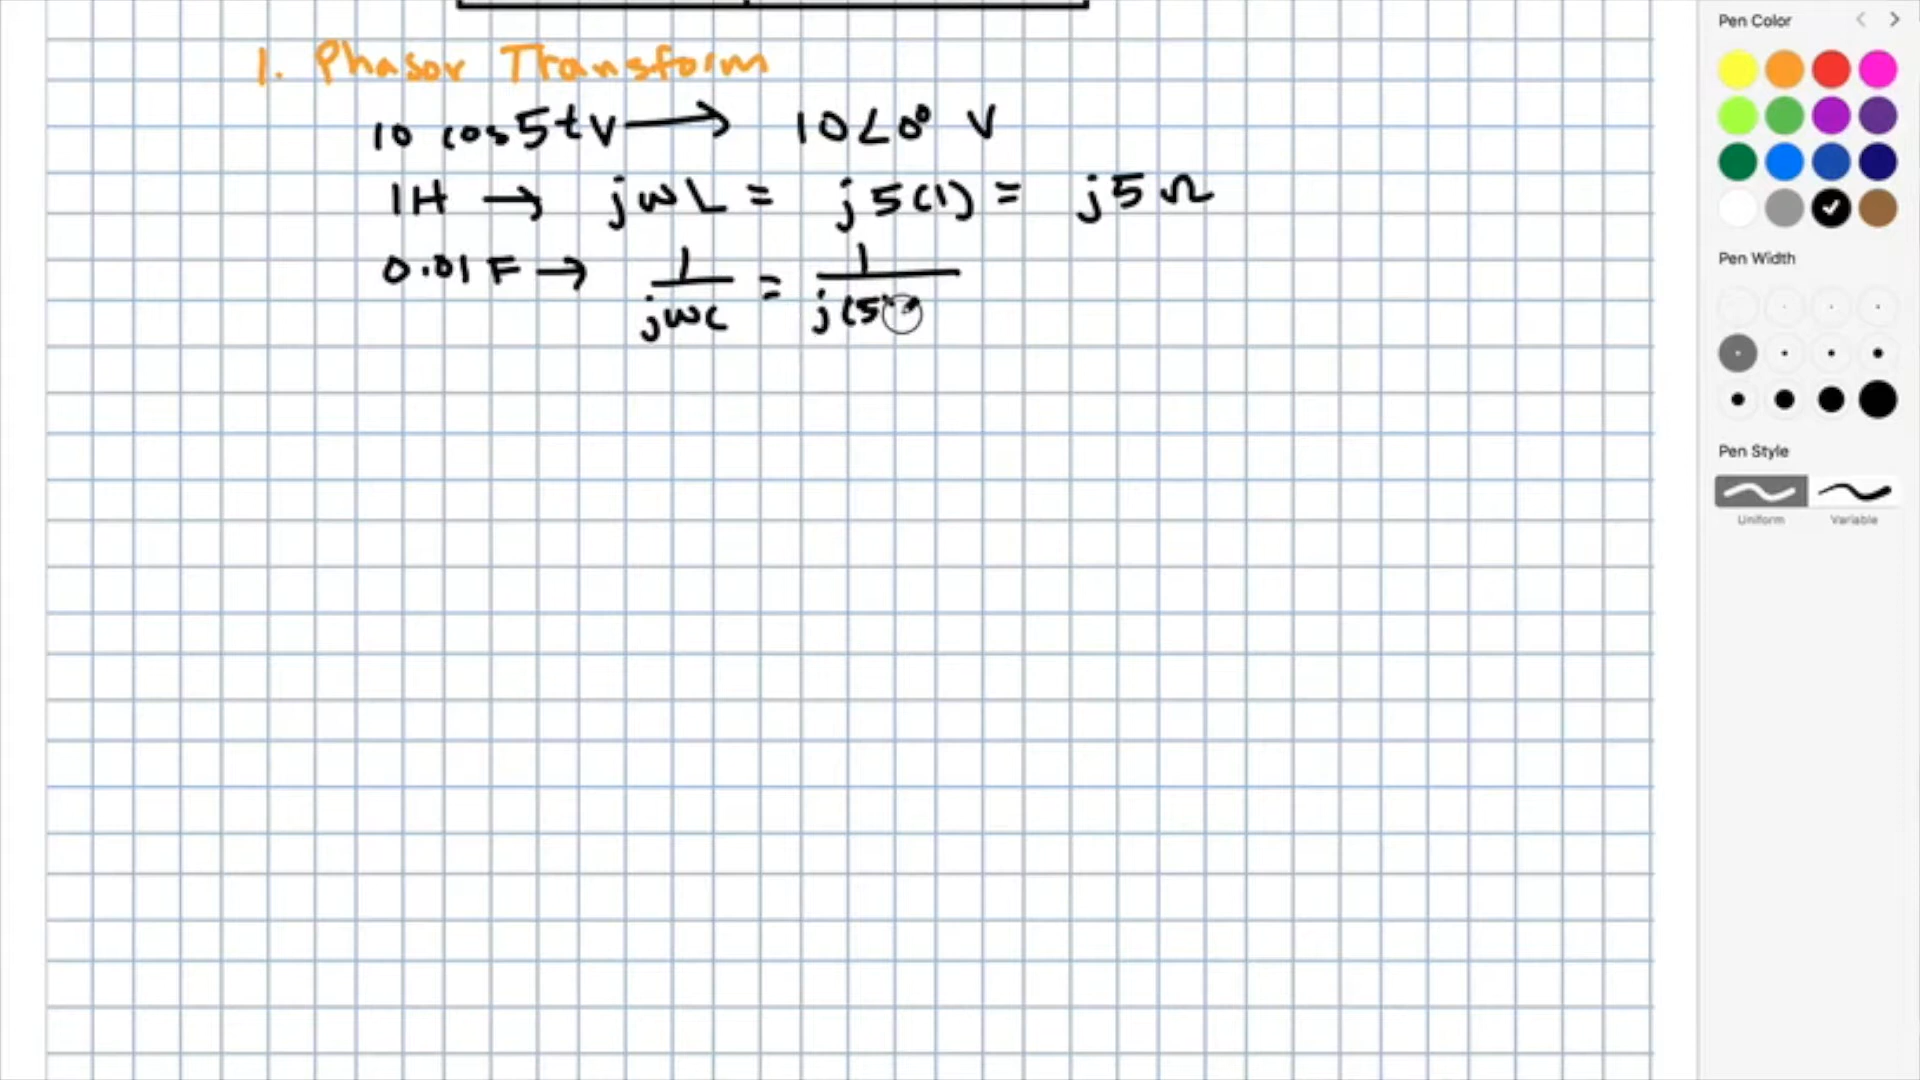 1. Phasor Transform
10 cos5t V → 10∠0° V
1H → jωL = j5(1) = j5Ω
0.01 F → 1/jωC = 1/j(5)
Pen Color
Pen Width
Pen Style
Uniform Variable